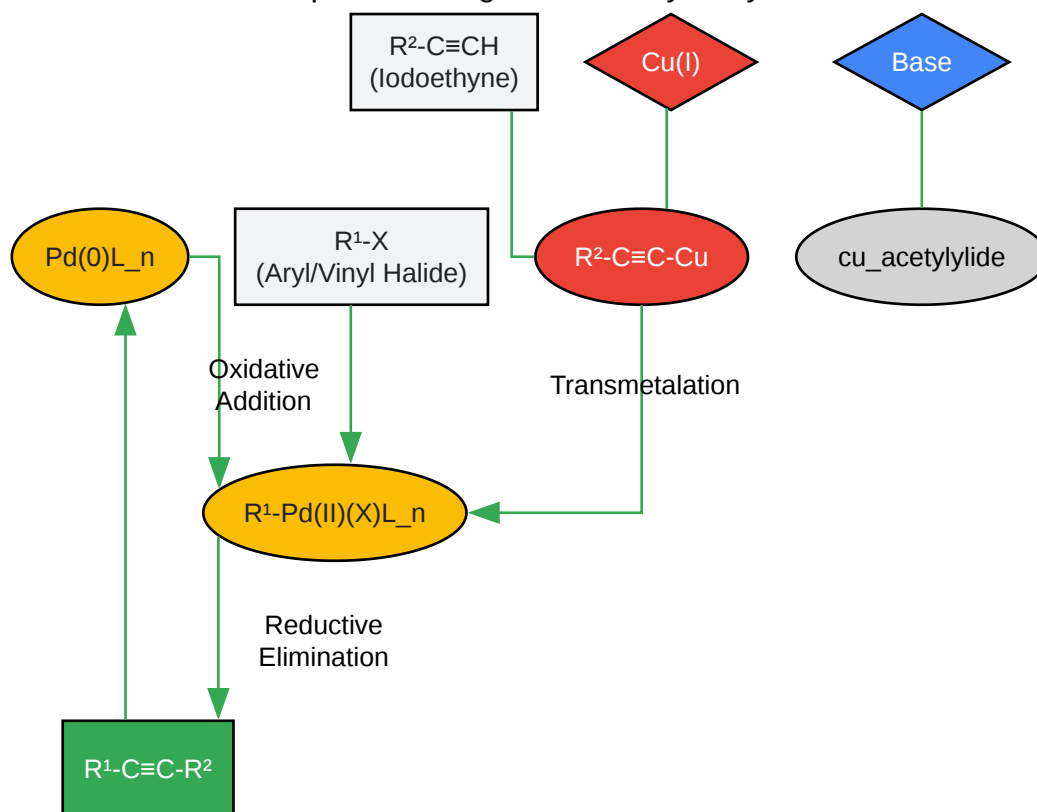 R²-C≡CH
(Iodoethyne)
Cu(I)
Base
Pd(0)L_n
R¹-X
(Aryl/Vinyl Halide)
R²-C≡C-Cu
cu_acetylylide
Oxidative
Addition
Transmetalation
R¹-Pd(II)(X)L_n
Reductive
Elimination
R¹-C≡C-R²